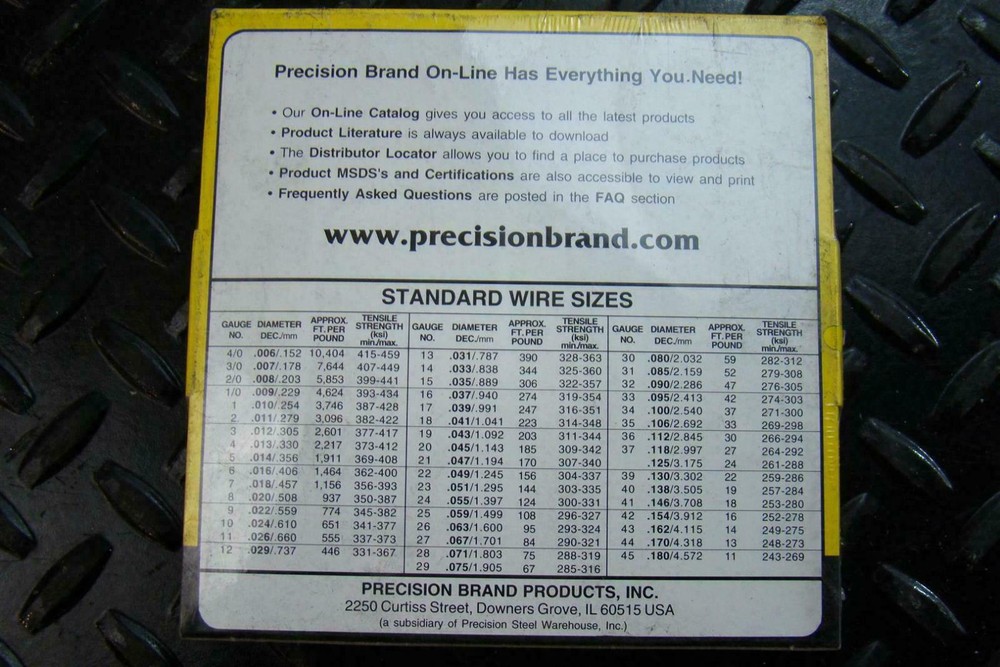 Precision Brand On-Line Has Everything You Need!
• Our On-Line Catalog gives you access to all the latest products
• Product Literature is always available to download
• The Distributor Locator allows you to find a place to purchase products
• Product MSDS's and Certifications are also accessible to view and print
• Frequently Asked Questions are posted in the FAQ section
www.precisionbrand.com
STANDARD WIRE SIZES
GAUGE NO. DIAMETER DEC./mm APPROX. FT. PER POUND TENSILE STRENGTH (ksi) min./max. GAUGE NO. DIAMETER DEC./mm APPROX. FT. PER POUND TENSILE STRENGTH (ksi) min./max. GAUGE NO. DIAMETER DEC./mm APPROX. FT. PER POUND TENSILE STRENGTH (ksi) min./max.
4/0 .006/.152 10,404 415-459 13 .031/.787 390 328-363 30 .080/2.032 59 282-312
3/0 .007/.178 7,644 407-449 14 .033/.838 344 325-360 31 .085/2.159 52 279-308
2/0 .008/.203 5,853 399-441 15 .035/.889 306 322-357 32 .090/2.286 47 276-305
1/0 .009/.229 4,624 393-434 16 .037/.940 274 319-354 33 .095/2.413 42 274-303
1 .010/.254 3,746 387-428 17 .039/.991 247 316-351 34 .100/2.540 37 271-300
2 .011/.279 3,096 382-422 18 .041/1.041 223 314-348 35 .106/2.692 33 269-298
3 .012/.305 2,601 377-417 19 .043/1.092 203 311-344 36 .112/2.845 30 266-294
4 .013/.330 2,217 373-412 20 .045/1.143 185 309-342 37 .118/2.997 27 264-292
5 .014/.356 1,911 369-408 21 .047/1.194 170 307-340 .125/3.175 24 261-288
6 .016/.406 1,464 362-400 22 .049/1.245 156 304-337 39 .130/3.302 22 259-286
7 .018/.457 1,156 356-393 23 .051/1.295 144 303-335 40 .138/3.505 19 257-284
8 .020/.508 937 350-387 24 .055/1.397 124 300-331 41 .146/3.708 18 253-280
9 .022/.559 774 345-382 25 .059/1.499 108 296-327 42 .154/3.912 16 252-278
10 .024/.610 651 341-377 26 .063/1.600 95 293-324 43 .162/4.115 14 249-275
11 .026/.660 555 337-373 27 .067/1.701 84 290-321 44 .170/4.318 13 248-273
12 .029/.737 446 331-367 28 .071/1.803 75 288-319 45 .180/4.572 11 243-269
29 .075/1.905 67 285-316
PRECISION BRAND PRODUCTS, INC.
2250 Curtiss Street, Downers Grove, IL 60515 USA
(a subsidiary of Precision Steel Warehouse, Inc.)